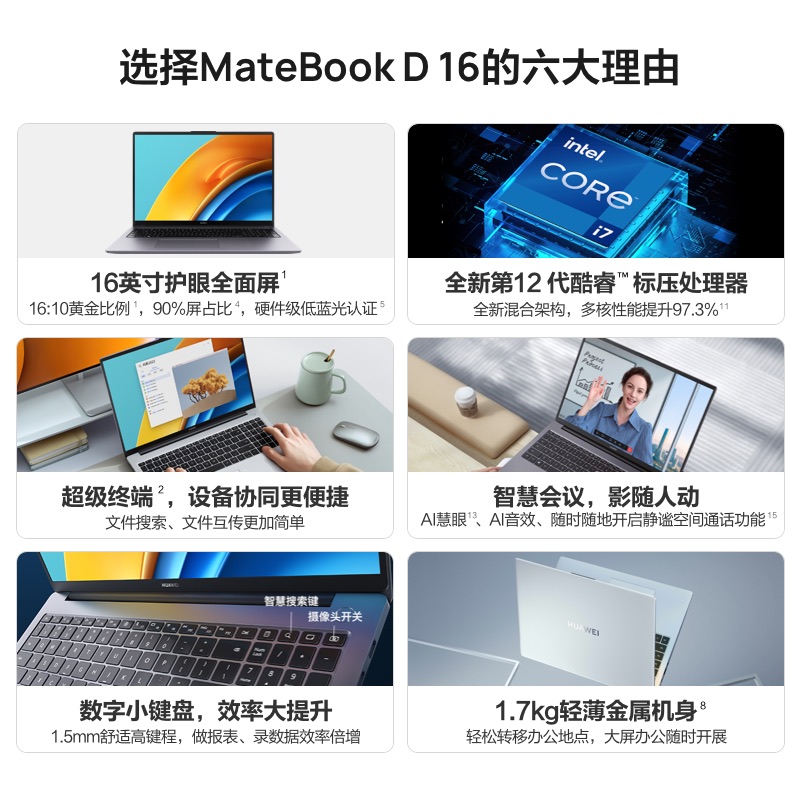 选择MateBook D 16的六大理由
16英寸护眼全面屏1
16:10黄金比例1，90%屏占比4，硬件级低蓝光认证5
intel.
CORE™
i7
全新第12 代酷睿™ 标压处理器
全新混合架构，多核性能提升97.3%11
超级终端2，设备协同更便捷
文件搜索、文件互传更加简单
Project
Process
智慧会议，影随人动
AI慧眼13、AI音效、随时随地开启静谧空间通话功能15
HUAWEI
智慧搜索键
摄像头开关
数字小键盘，效率大提升
1.5mm舒适高键程，做报表、录数据效率倍增
HUAWEI
1.7kg轻薄金属机身8
轻松转移办公地点，大屏办公随时开展